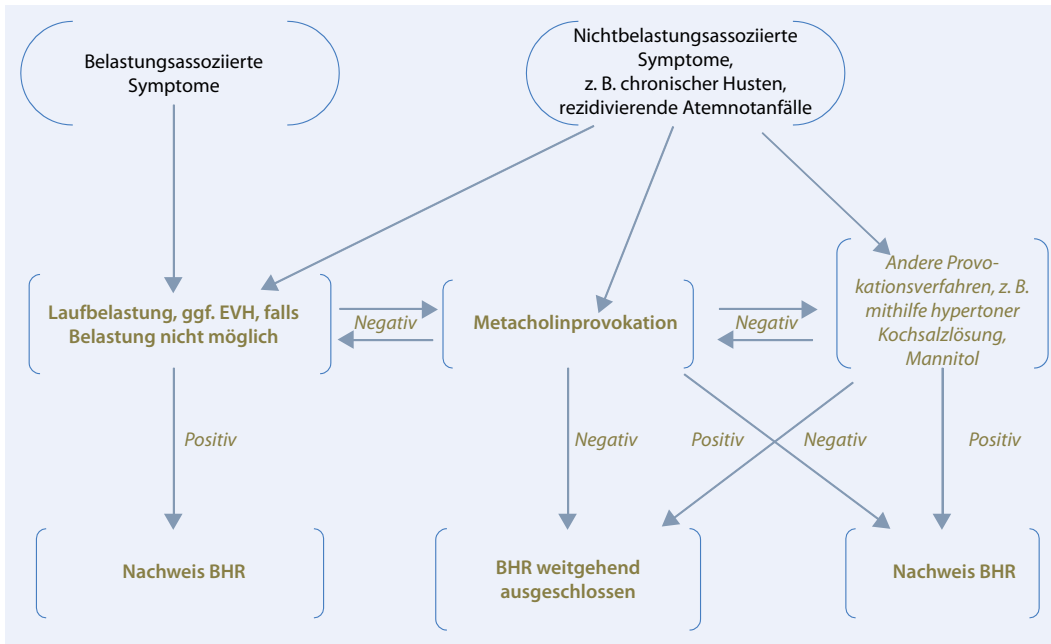 Belastungsassoziierte
Symptome
Nichtbelastungsassoziierte
Symptome,
z. B. chronischer Husten,
rezidivierende Atemnotanfälle
Laufbelastung, ggf. EVH, falls
Belastung nicht möglich
Negativ
Metacholinprovokation
Negativ
Andere Provo-
kationsverfahren, z. B.
mithilfe hypertoner
Kochsalzlösung,
Mannitol
Positiv
Negativ
Positiv
Negativ
Positiv
Nachweis BHR
BHR weitgehend
ausgeschlossen
Nachweis BHR